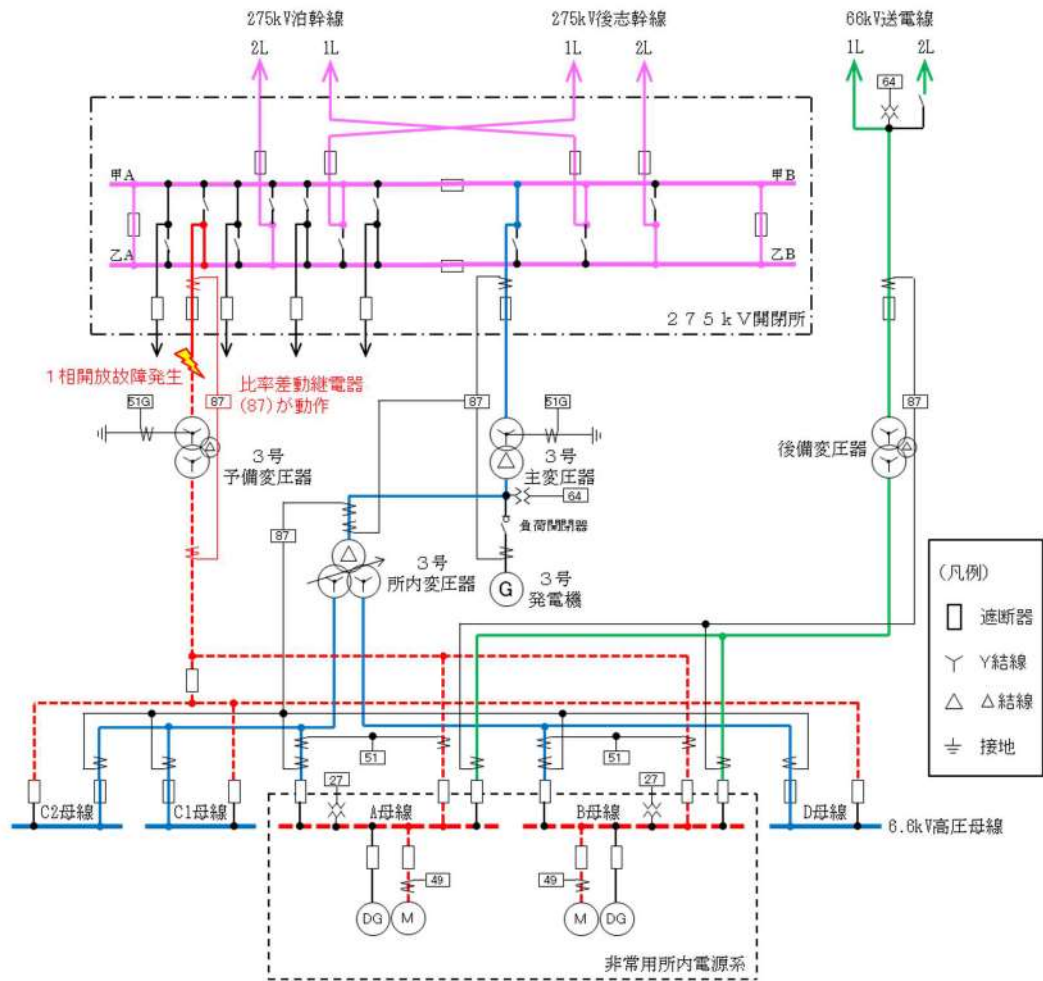 275kV泊幹線
275kV後志幹線
66kV送電線
2L
1L
1L
2L
1L
2L
64
甲A
甲B
乙A
乙B
275kV開閉所
1相開放故障発生
比率差動継電器
(87)が動作
51G
87
87
51G
87
3号
予備変圧器
3号
主変圧器
後備変圧器
64
負荷開閉器
87
3号
所内変圧器
G
3号
発電機
(凡例)
遮断器
Y結線
△結線
接地
51
51
27
27
C2母線
C1母線
A母線
B母線
D母線
6.6kV高圧母線
49
49
DG
M
M
DG
非常用所内電源系